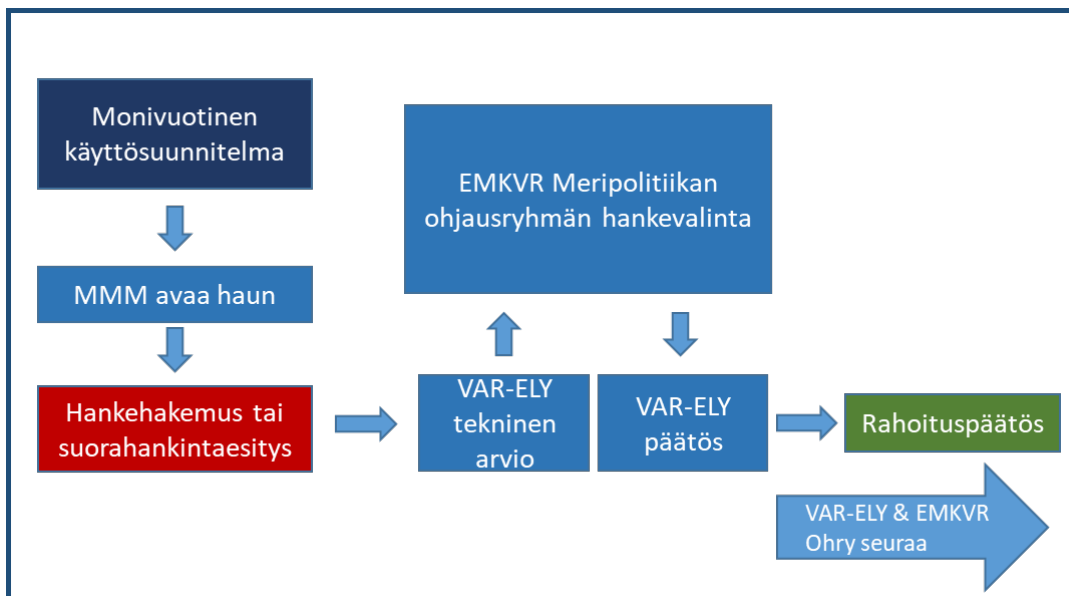 Monivuotinen
käyttösuunnitelma
MMM avaa haun
Hankehakemus tai
suorahankintaesitys
EMKVR Meripolitiikan
ohjausryhmän hankevalinta
VAR-ELY
tekninen
arvio
VAR-ELY
päätös
Rahoituspäätös
VAR-ELY & EMKVR
Ohry seuraa